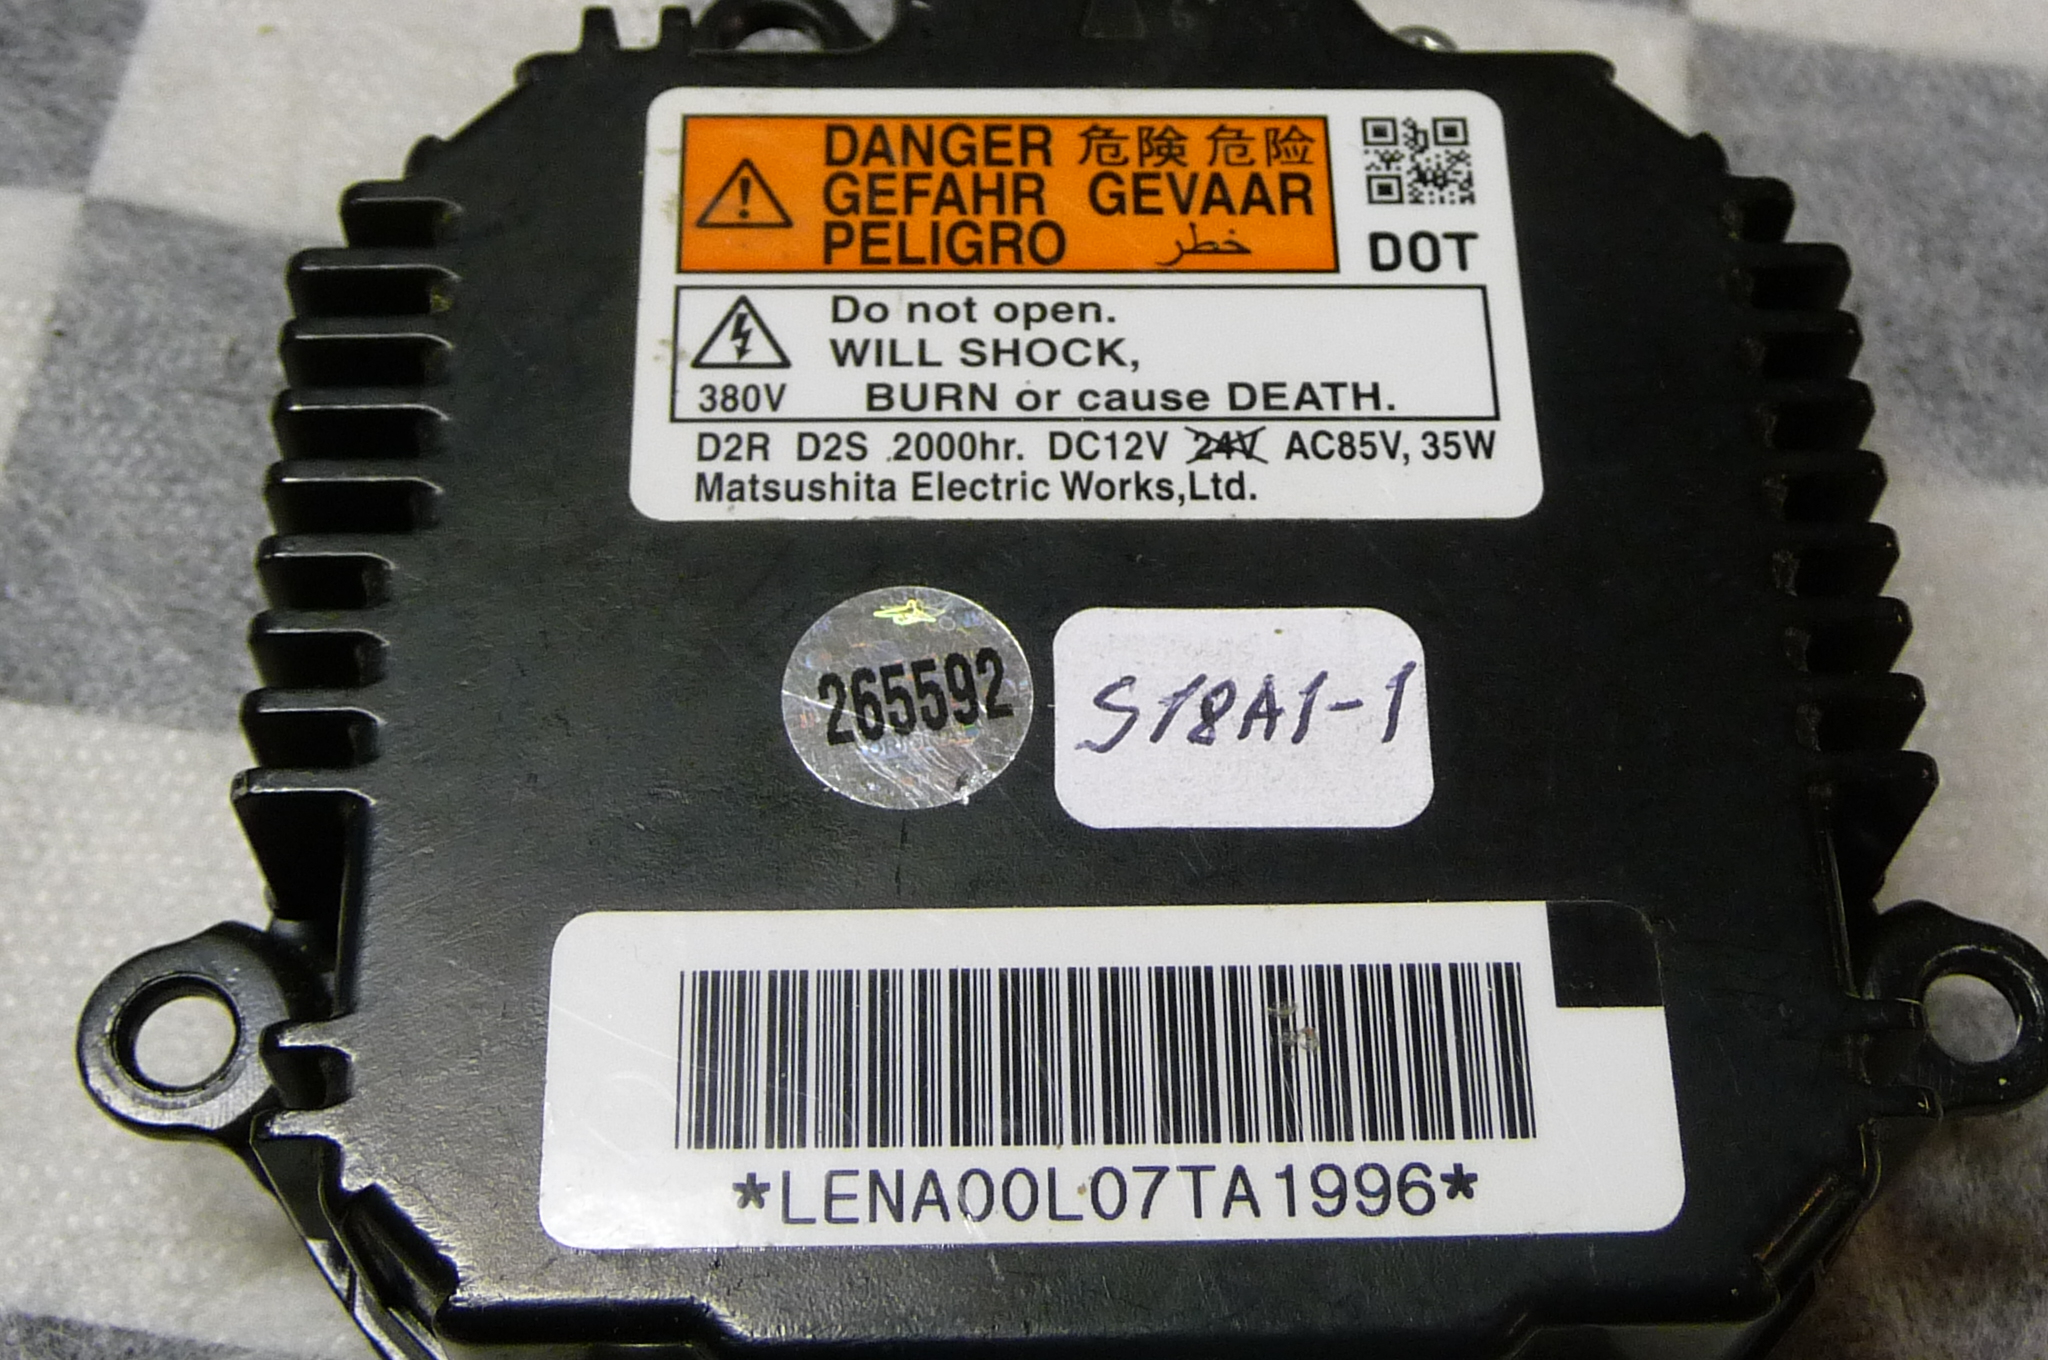 DANGER 危険 危险
GEFAHR GEVAAR
PELIGRO خطر
DOT
Do not open.
WILL SHOCK,
380V BURN or cause DEATH.
D2R D2S 2000hr. DC12V 24V AC85V, 35W
Matsushita Electric Works,Ltd.
265592
S18A1-1
*LENA00L07TA1996*